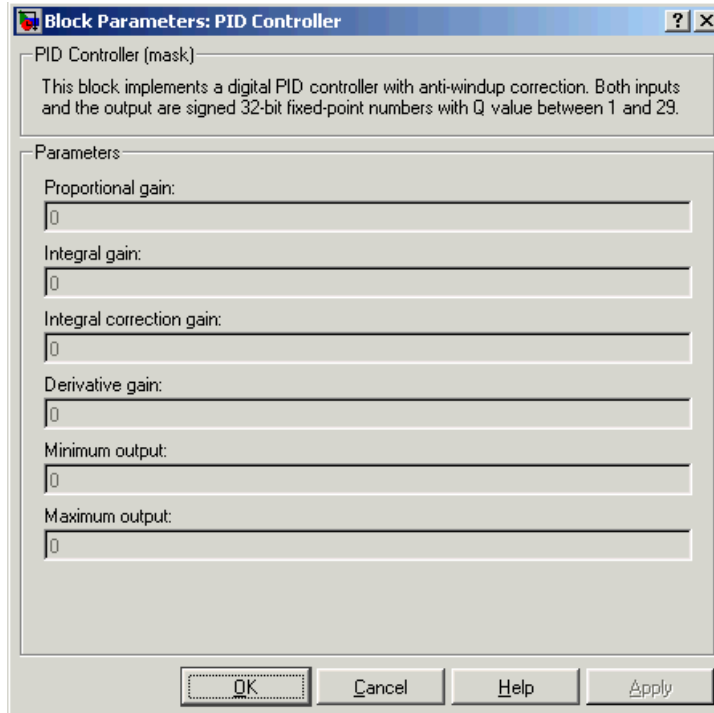 Block Parameters: PID Controller
PID Controller (mask)
This block implements a digital PID controller with anti-windup correction. Both inputs
and the output are signed 32-bit fixed-point numbers with Q value between 1 and 29.
Parameters
Proportional gain:
0
Integral gain:
0
Integral correction gain:
0
Derivative gain:
0
Minimum output:
0
Maximum output:
0
OK Cancel Help Apply